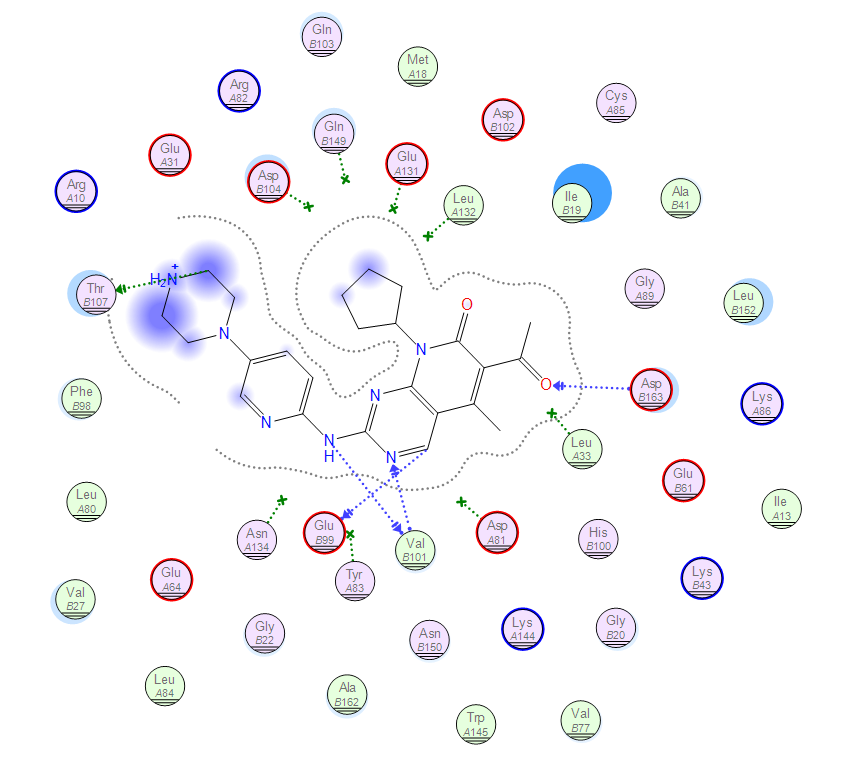 Gln
B103
Met
A18
Arg
A82
Cys
A85
Asp
B102
Gln
B149
Glu
A31
Glu
A131
Asp
B104
Arg
A10
Leu
A132
Ile
B19
Ala
B41
H2N+
Thr
B107
Gly
A89
Leu
B152
O
N
N
O
Asp
B163
Phe
B98
N
Lys
A86
N
N
H
N
Leu
A33
Glu
B61
Leu
A80
Ile
A13
Asn
A134
Glu
B99
Val
B101
Asp
A81
His
B100
Glu
A64
Tyr
A83
Lys
B43
Val
B27
Gly
B22
Asn
B150
Lys
A144
Gly
B20
Leu
A84
Ala
B162
Trp
A145
Val
B77